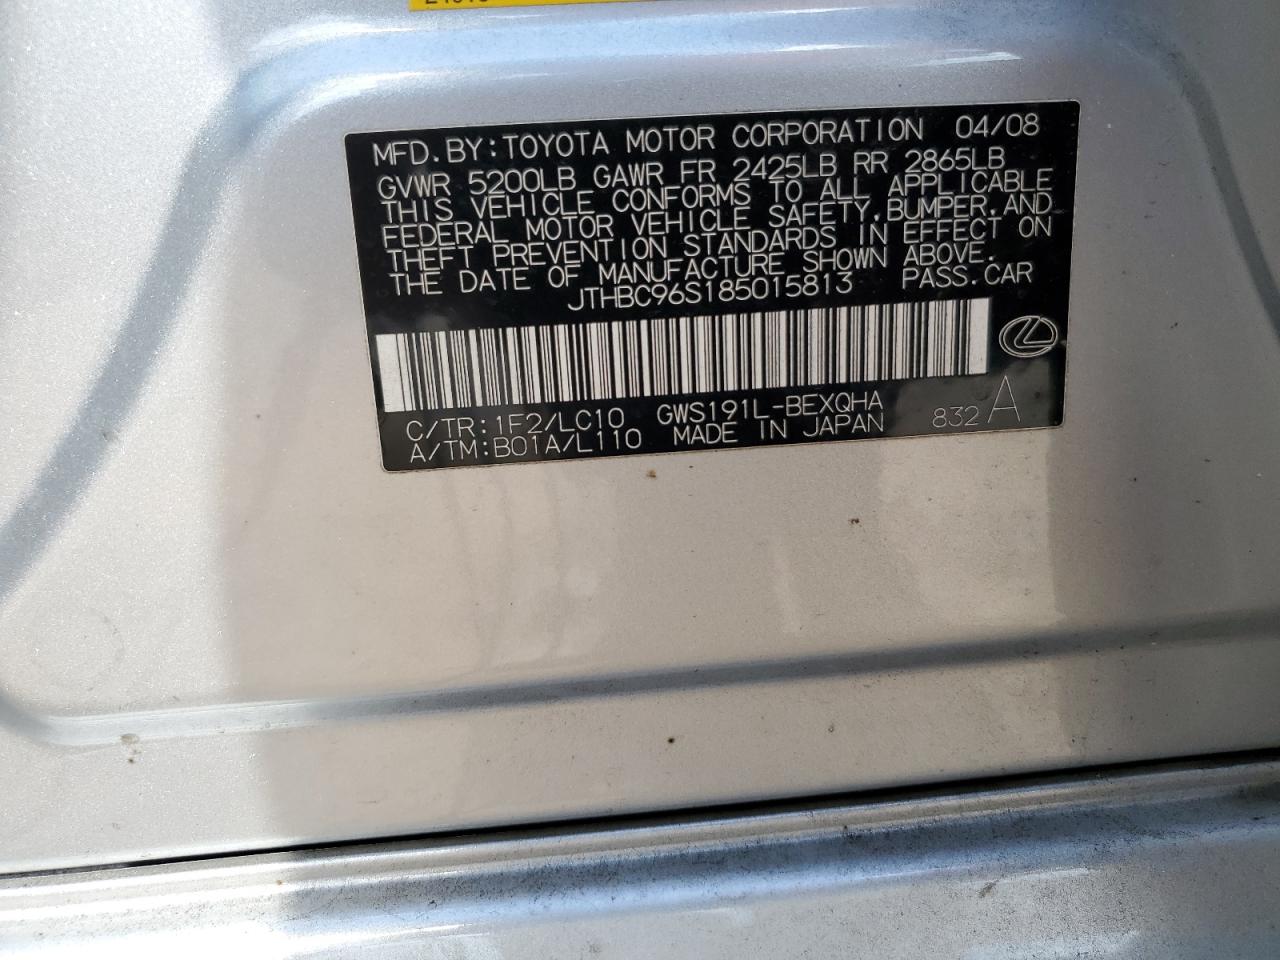 MFD.BY:TOYOTA MOTOR CORPORATION 04/08
GVWR 5200LB GAWR FR 2425LB RR 2865LB
THIS VEHICLE CONFORMS TO ALL APPLICABLE
FEDERAL MOTOR VEHICLE SAFETY,BUMPER,AND
THEFT PREVENTION STANDARDS IN EFFECT ON
THE DATE OF MANUFACTURE SHOWN ABOVE.
JTHBC96S185015813 PASS.CAR
C/TR:1F2/LC10 GWS191L-BEXQHA
A/TM:B01A/L110 MADE IN JAPAN 832 A